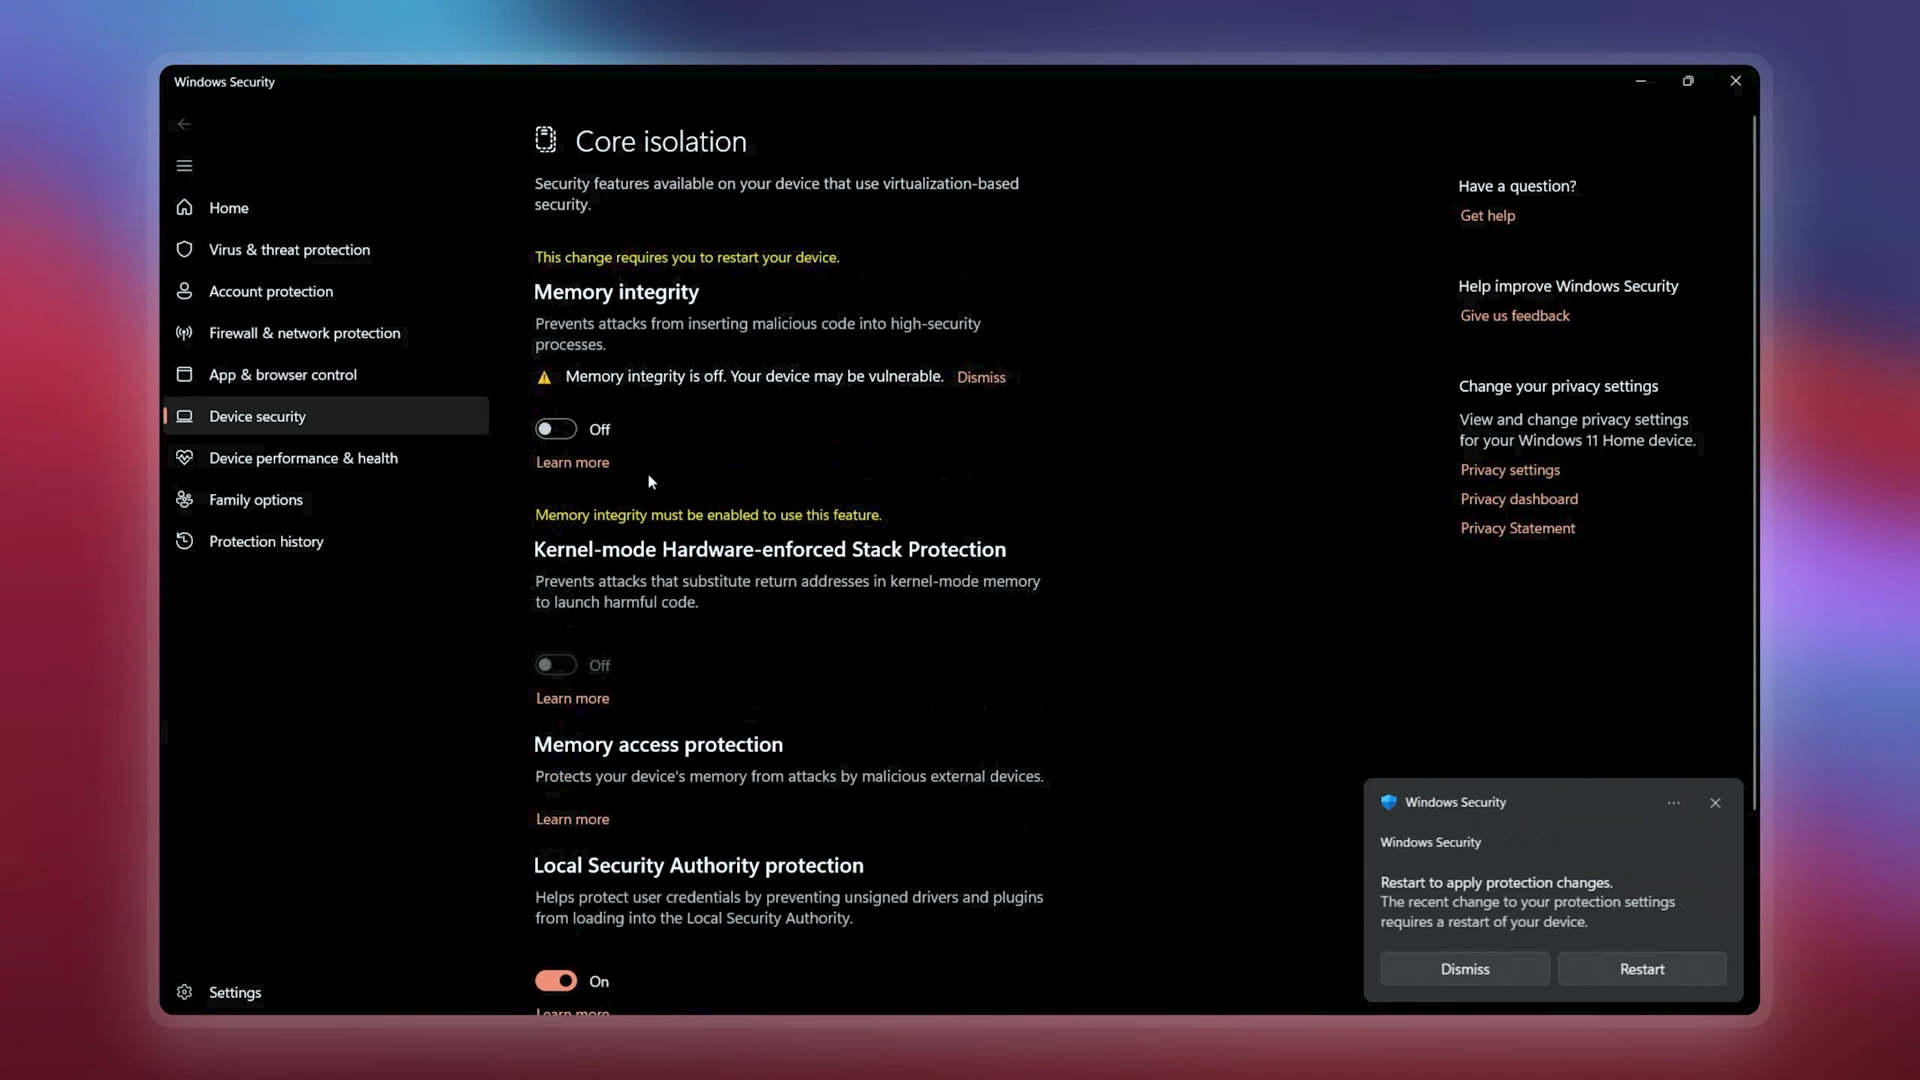 Windows Security
Home
Virus & threat protection
Account protection
Firewall & network protection
App & browser control
Device security
Device performance & health
Family options
Protection history
Settings
Core isolation
Security features available on your device that use virtualization-based
security.
This change requires you to restart your device.
Memory integrity
Prevents attacks from inserting malicious code into high-security
processes.
Memory integrity is off. Your device may be vulnerable. Dismiss
Off
Learn more
Memory integrity must be enabled to use this feature.
Kernel-mode Hardware-enforced Stack Protection
Prevents attacks that substitute return addresses in kernel-mode memory
to launch harmful code.
Off
Learn more
Memory access protection
Protects your device's memory from attacks by malicious external devices.
Learn more
Local Security Authority protection
Helps protect user credentials by preventing unsigned drivers and plugins
from loading into the Local Security Authority.
On
Learn more
Have a question?
Get help
Help improve Windows Security
Give us feedback
Change your privacy settings
View and change privacy settings
for your Windows 11 Home device.
Privacy settings
Privacy dashboard
Privacy Statement
Windows Security
Windows Security
Restart to apply protection changes.
The recent change to your protection settings
requires a restart of your device.
Dismiss
Restart